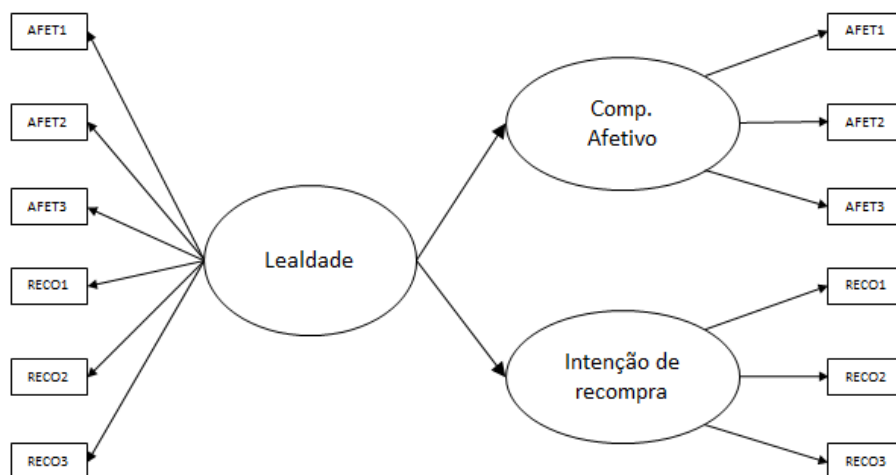 AFET1
AFET2
AFET3
RECO1
RECO2
RECO3
Lealdade
Comp.
Afetivo
Intenção de
recompra
AFET1
AFET2
AFET3
RECO1
RECO2
RECO3